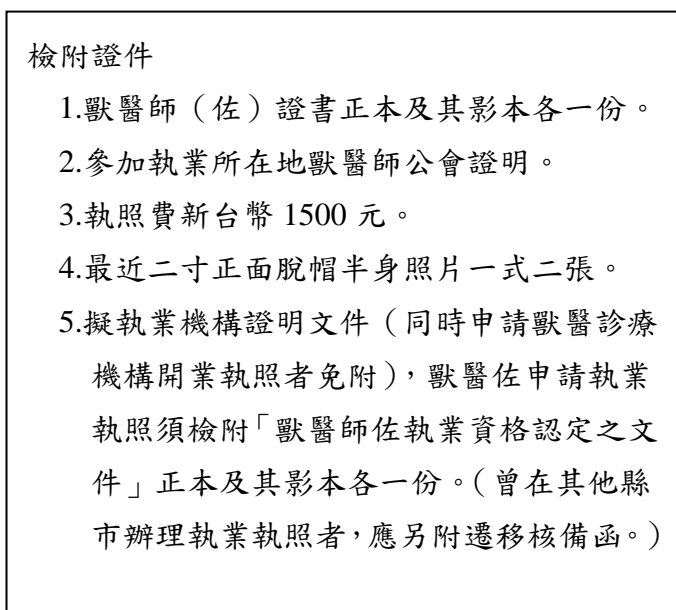 檢附證件
1.獸醫師（佐）證書正本及其影本各一份。
2.參加執業所在地獸醫師公會證明。
3.執照費新台幣 1500 元。
4.最近二寸正面脫帽半身照片一式二張。
5.擬執業機構證明文件（同時申請獸醫診療
機構開業執照者免附），獸醫佐申請執業
執照須檢附「獸醫師佐執業資格認定之文
件」正本及其影本各一份。（曾在其他縣
市辦理執業執照者，應另附遷移核備函。）